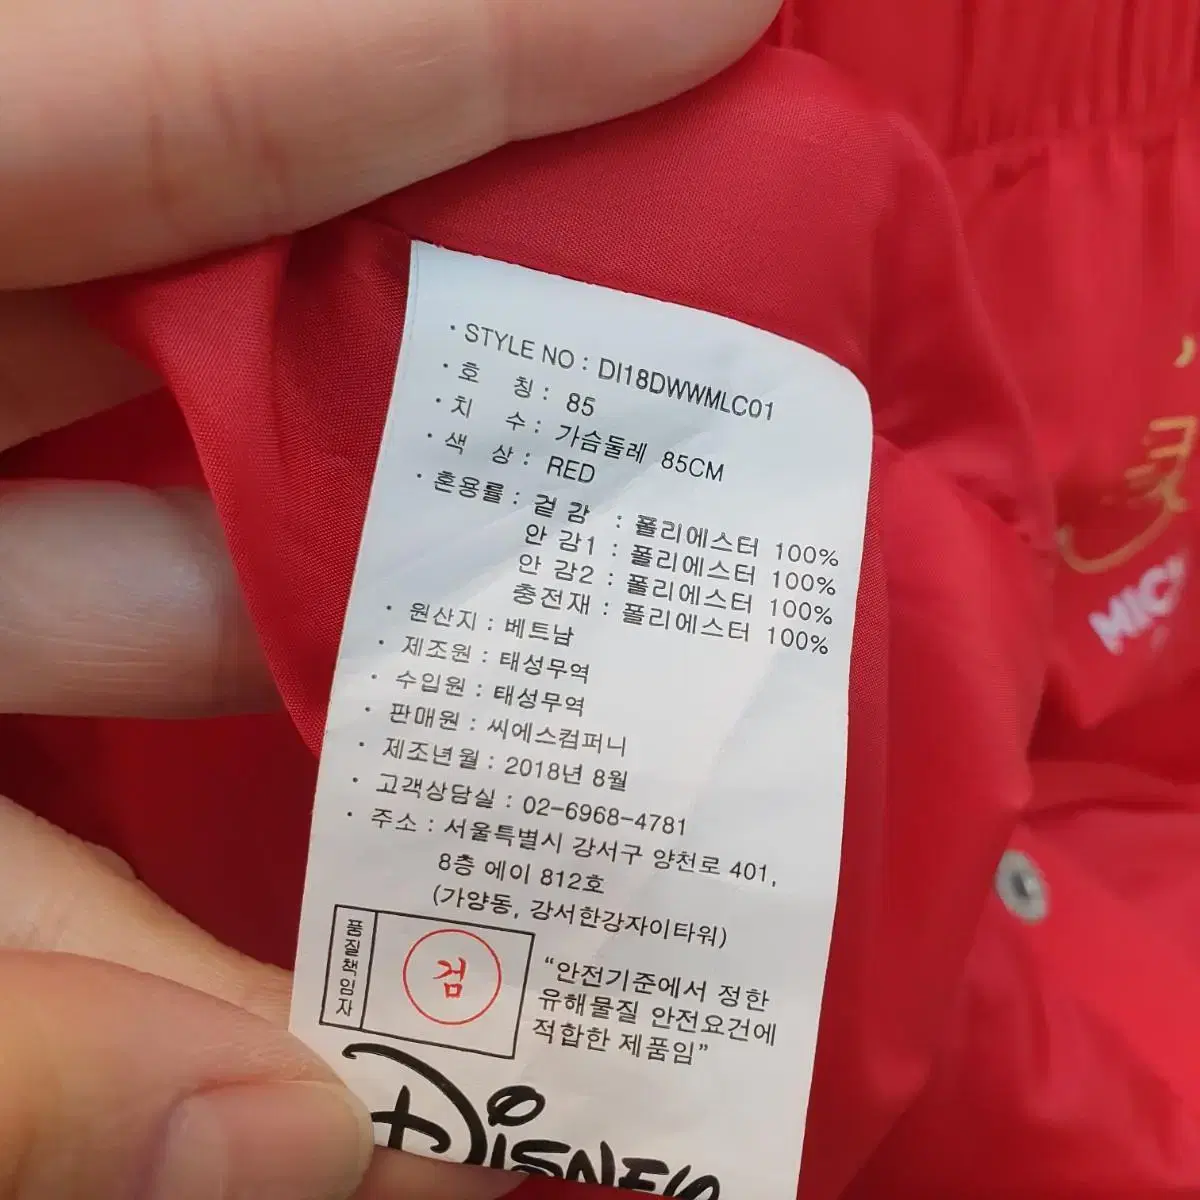 · STYLE NO : DI18DWWMLC01
· 호 칭 : 85
· 치 수 : 가슴둘레 85CM
· 색 상 : RED
· 혼용률 : 겉 감 : 폴리에스터 100%
안 감1 : 폴리에스터 100%
안 감2 : 폴리에스터 100%
충전재 : 폴리에스터 100%
· 원산지 : 베트남
· 제조원 : 태성무역
· 수입원 : 태성무역
· 판매원 : 씨에스컴퍼니
· 제조년월 : 2018년 8월
· 고객상담실 : 02-6968-4781
· 주소 : 서울특별시 강서구 양천로 401,
8층 에이 812호
(가양동, 강서한강자이타워)
품질책임자
검
“안전기준에서 정한
유해물질 안전요건에
적합한 제품임”
DISNEY